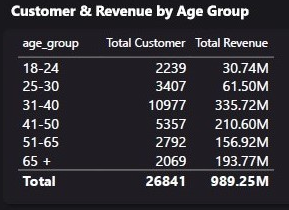 Customer & Revenue by Age Group
age_group Total Customer Total Revenue
18-24 2239 30.74M
25-30 3407 61.50M
31-40 10977 335.72M
41-50 5357 210.60M
51-65 2792 156.92M
65 + 2069 193.77M
Total 26841 989.25M